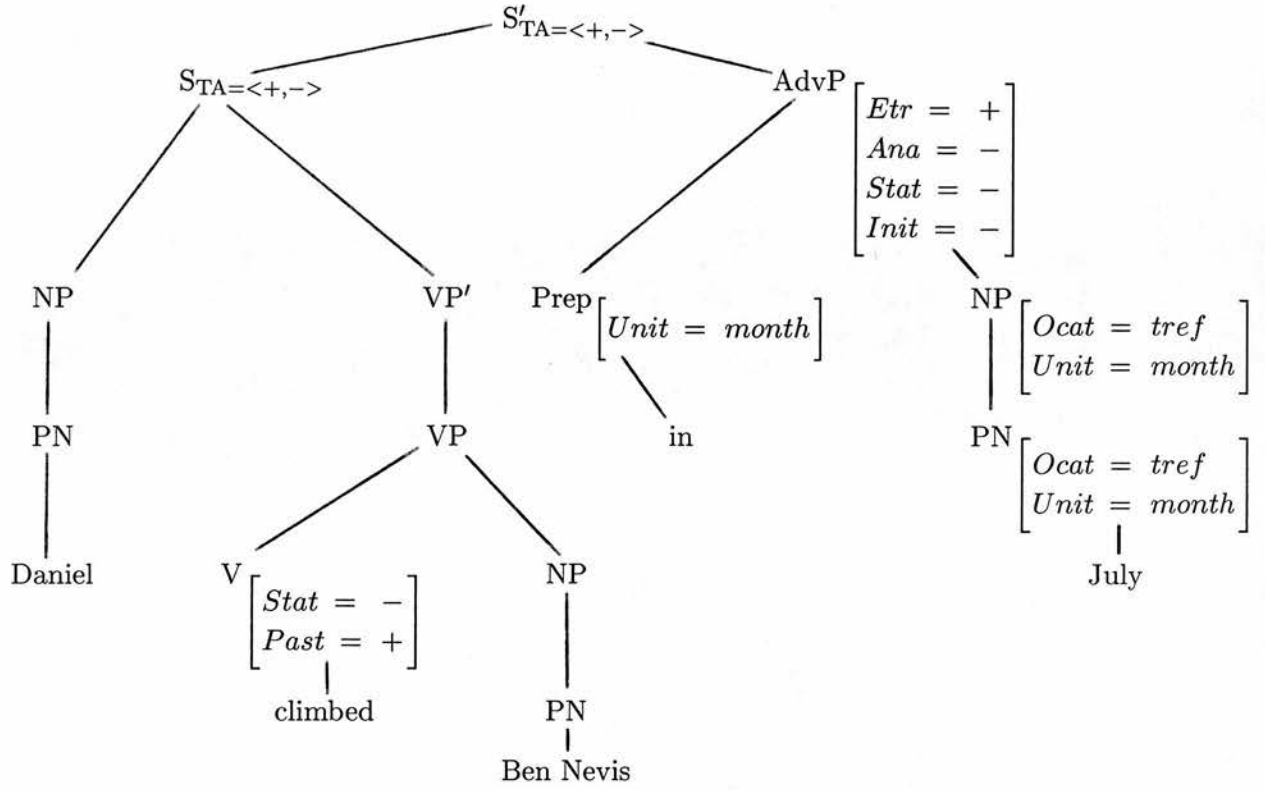 S′TA=<+,−>
STA=<+,−> AdvP
Etr = +
Ana = −
Stat = −
Init = −
NP VP′ Prep NP
Unit = month
Ocat = tref
Unit = month
PN VP in PN
Ocat = tref
Unit = month
Daniel V NP July
Stat = −
Past = +
climbed PN
Ben Nevis